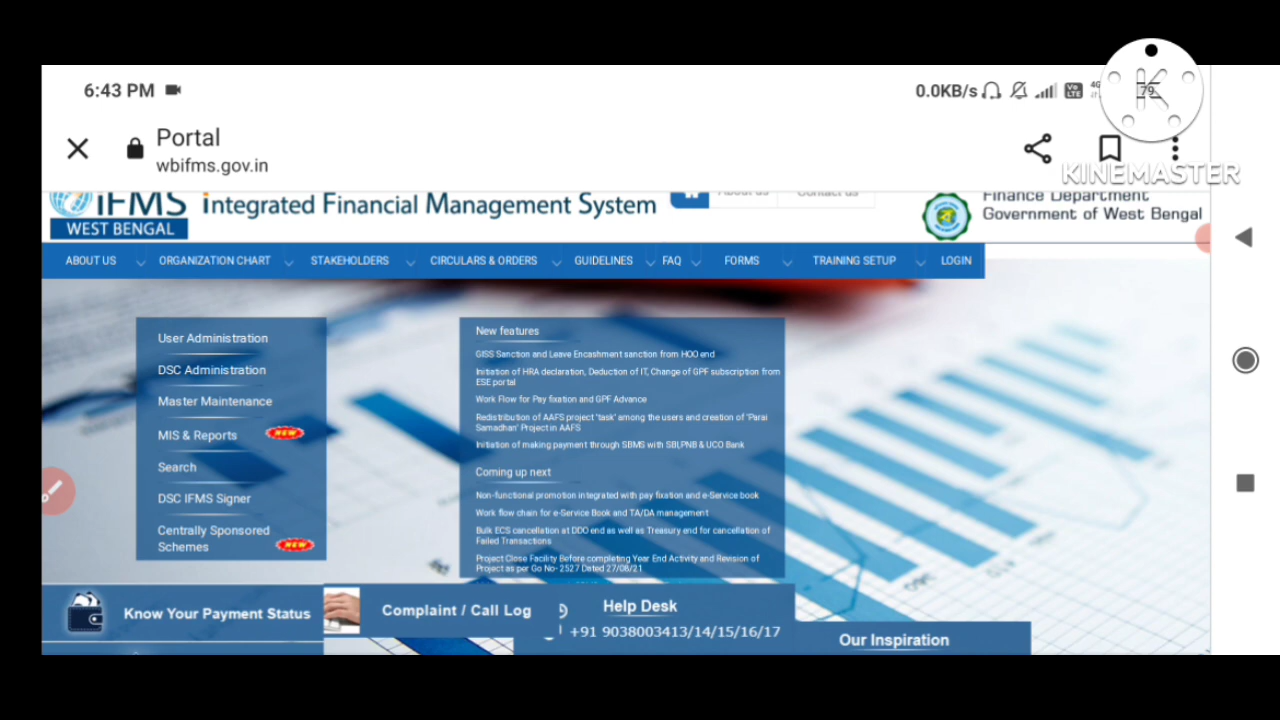 6:43 PM
0.0KB/s
Vo LTE
4G
79
Portal
wbifms.gov.in
KINEMASTER
IFMS
WEST BENGAL
Integrated Financial Management System
About us
Contact us
Finance Department
Government of West Bengal
ABOUT US
ORGANIZATION CHART
STAKEHOLDERS
CIRCULARS & ORDERS
GUIDELINES
FAQ
FORMS
TRAINING SETUP
LOGIN
User Administration
DSC Administration
Master Maintenance
MIS & Reports NEW
Search
DSC IFMS Signer
Centrally Sponsored
Schemes NEW
New features
GISS Sanction and Leave Encashment sanction from HOO end
Initiation of HRA declaration, Deduction of IT, Change of GPF subscription from
ESE portal
Work Flow for Pay fixation and GPF Advance
Redistribution of AAFS project 'task' among the users and creation of 'Parai
Samadhan' Project in AAFS
Initiation of making payment through SBMS with SBI,PNB & UCO Bank
Coming up next
Non-functional promotion integrated with pay fixation and e-Service book
Work flow chain for e-Service Book and TA/DA management
Bulk ECS cancellation at DDO end as well as Treasury end for cancellation of
Failed Transactions
Project Close Facility Before completing Year End Activity and Revision of
Project as per Go No- 2527 Dated 27/08/21
Know Your Payment Status
Complaint / Call Log
Help Desk
+91 9038003413/14/15/16/17
Our Inspiration